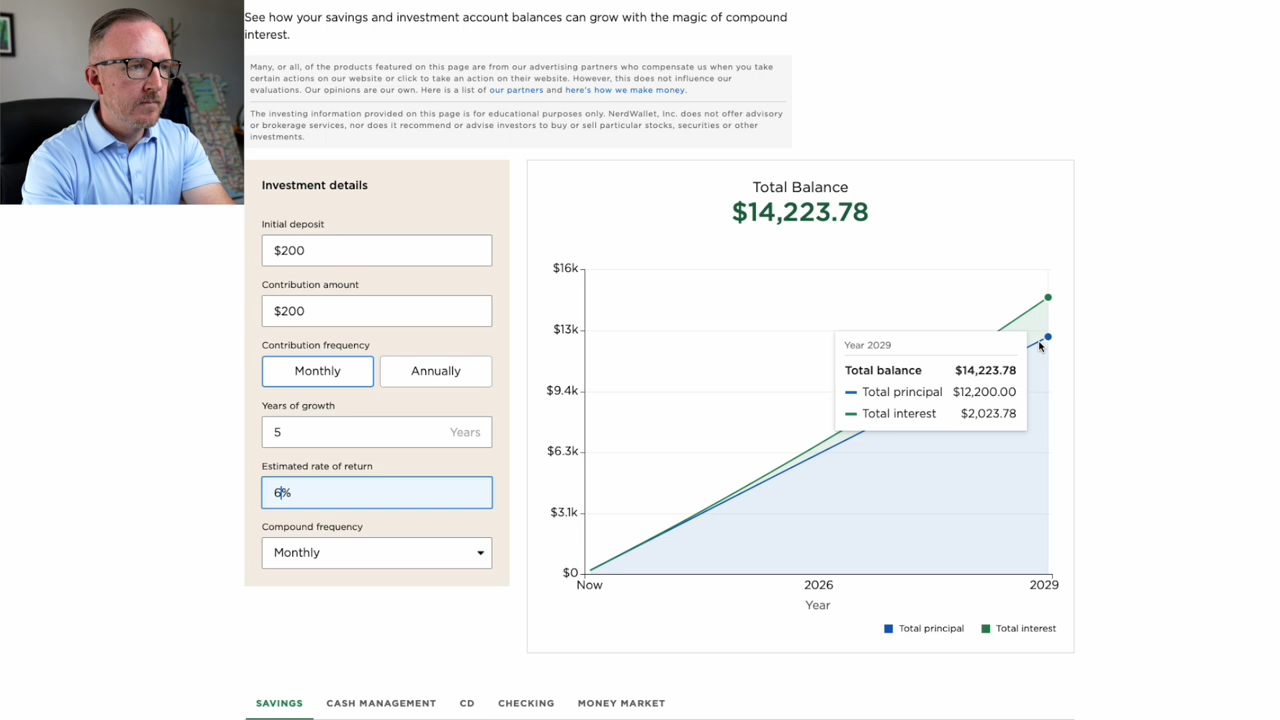 See how your savings and investment account balances can grow with the magic of compound
interest.
Many, or all, of the products featured on this page are from our advertising partners who compensate us when you take
certain actions on our website or click to take an action on their website. However, this does not influence our
evaluations. Our opinions are our own. Here is a list of our partners and here's how we make money.
The investing information provided on this page is for educational purposes only. NerdWallet, Inc. does not offer advisory
or brokerage services, nor does it recommend or advise investors to buy or sell particular stocks, securities or other
investments.
Investment details
Initial deposit
$200
Contribution amount
$200
Contribution frequency
Monthly Annually
Years of growth
5 Years
Estimated rate of return
6%
Compound frequency
Monthly
Total Balance
$14,223.78
$16k
$13k
$9.4k
$6.3k
$3.1k
$0
Year 2029
Total balance $14,223.78
Total principal $12,200.00
Total interest $2,023.78
Now 2026 2029
Year
Total principal Total interest
SAVINGS CASH MANAGEMENT CD CHECKING MONEY MARKET